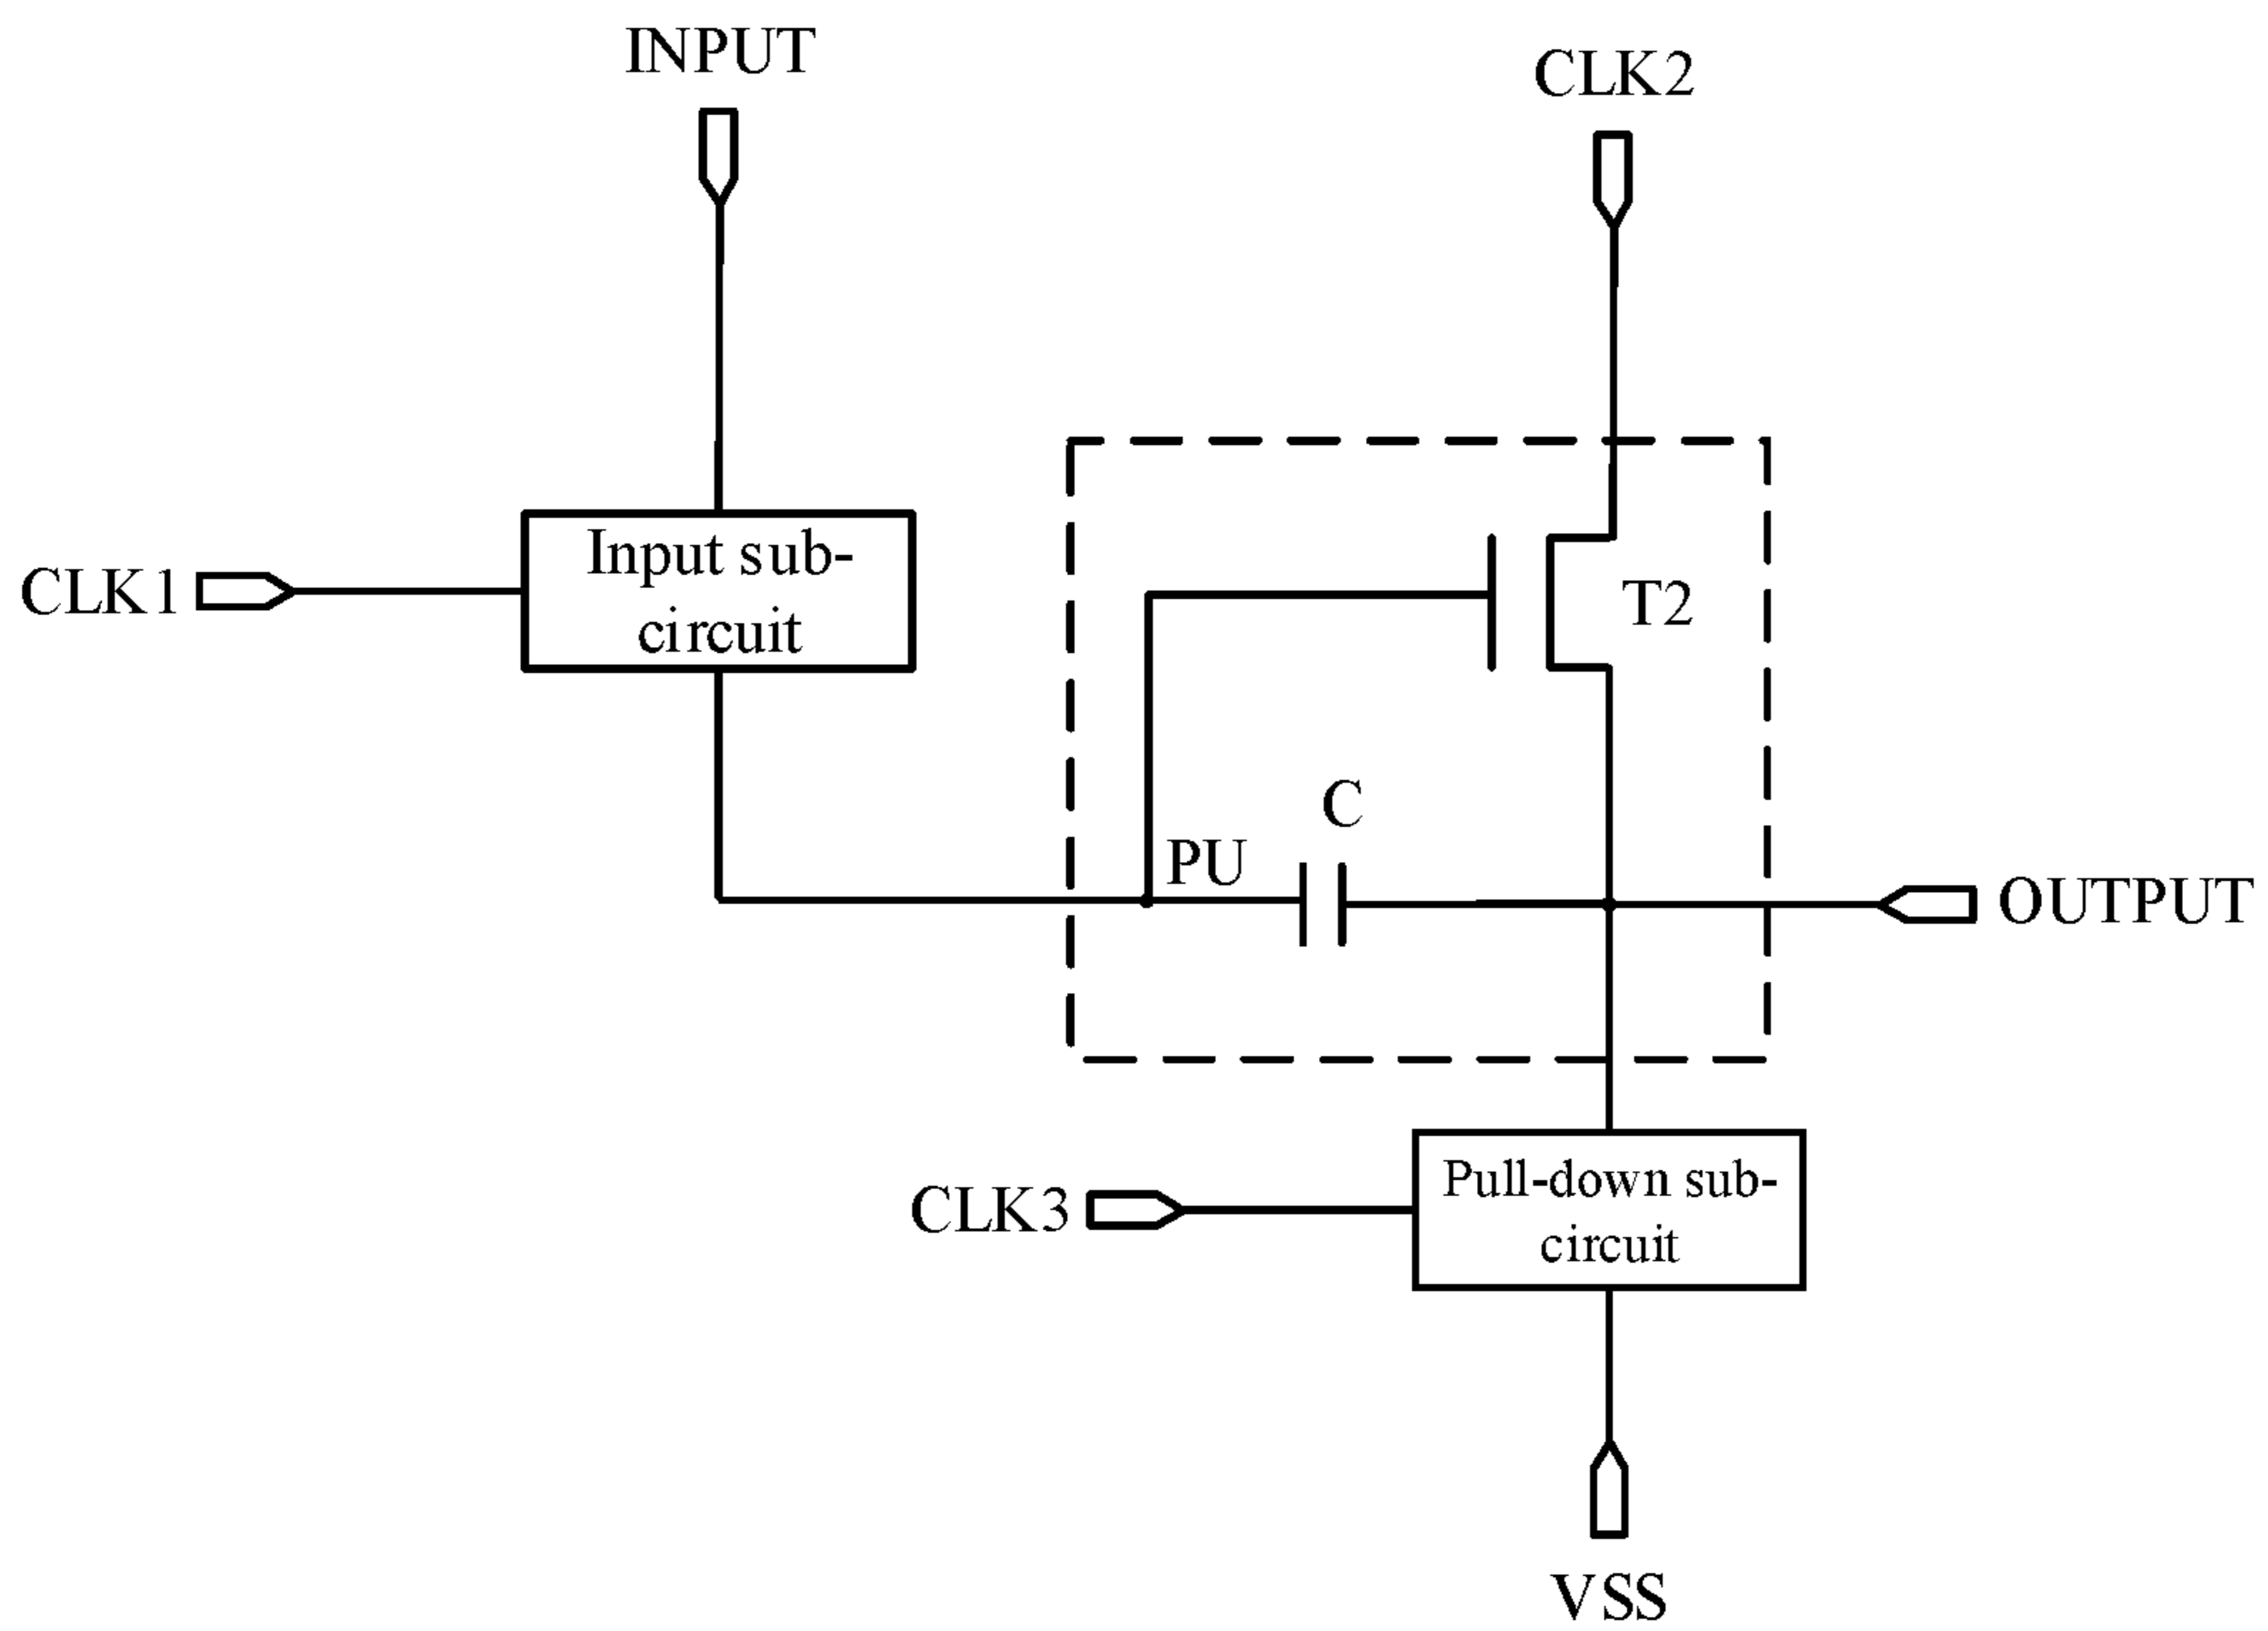 INPUT
CLK2
Input sub-
circuit
CLK1
T2
C
PU
OUTPUT
Pull-down sub-
circuit
CLK3
VSS